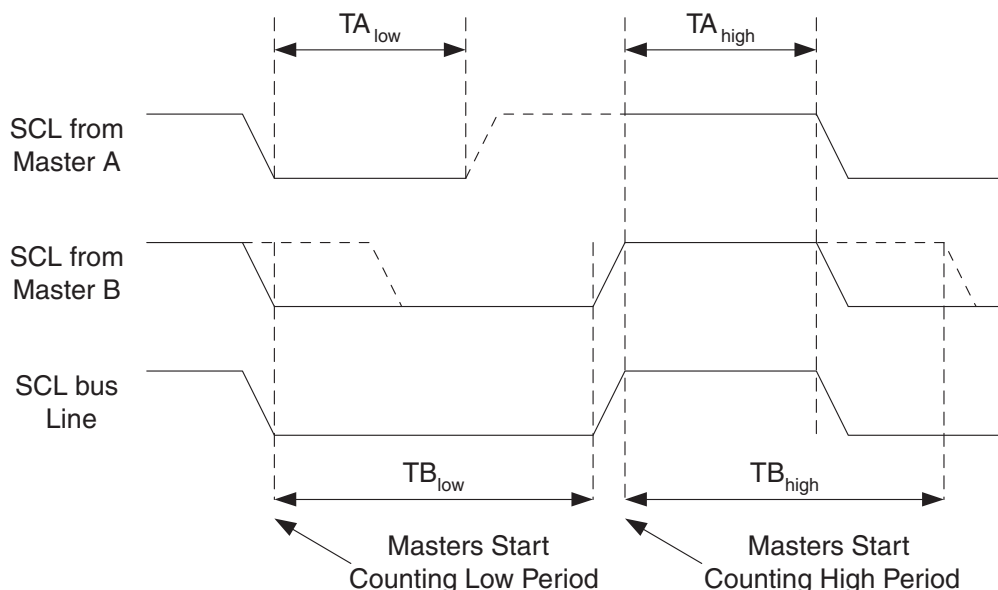 TA low
TA high
SCL from
Master A
SCL from
Master B
SCL bus
Line
TB low
TB high
Masters Start
Counting Low Period
Masters Start
Counting High Period